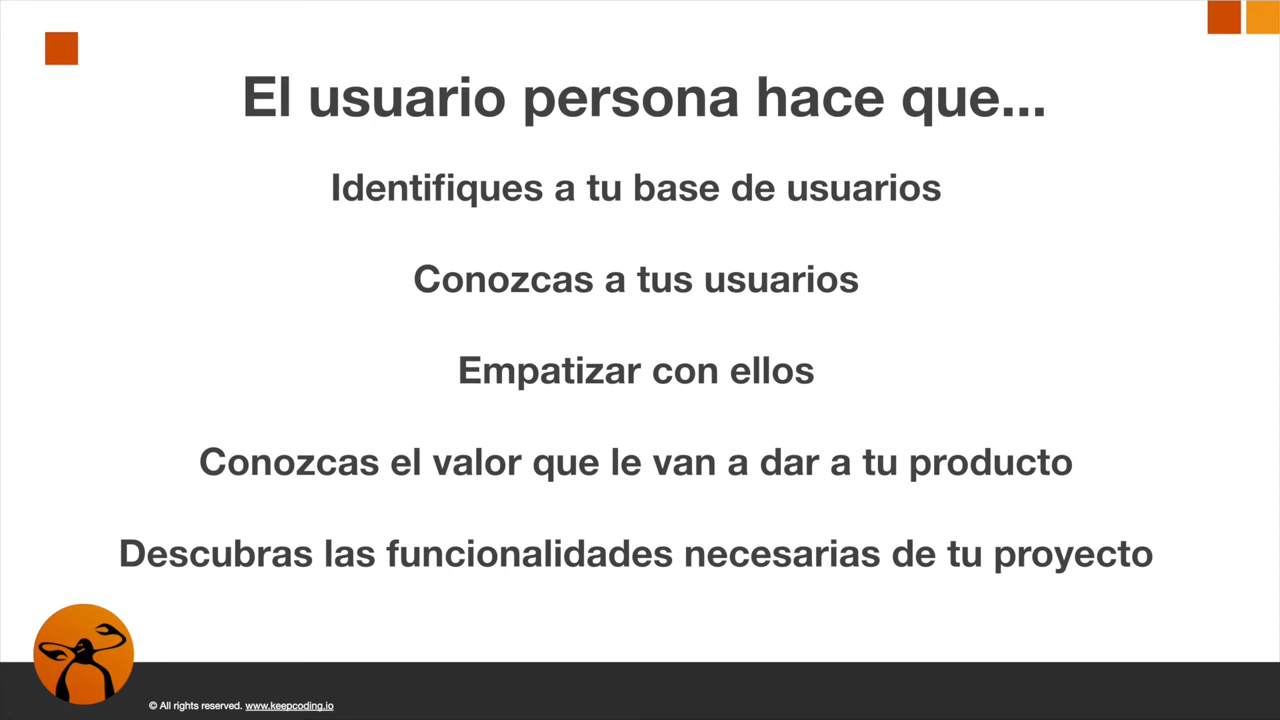 El usuario persona hace que...
Identifiques a tu base de usuarios
Conozcas a tus usuarios
Empatizar con ellos
Conozcas el valor que le van a dar a tu producto
Descubras las funcionalidades necesarias de tu proyecto
© All rights reserved. www.keepcoding.io